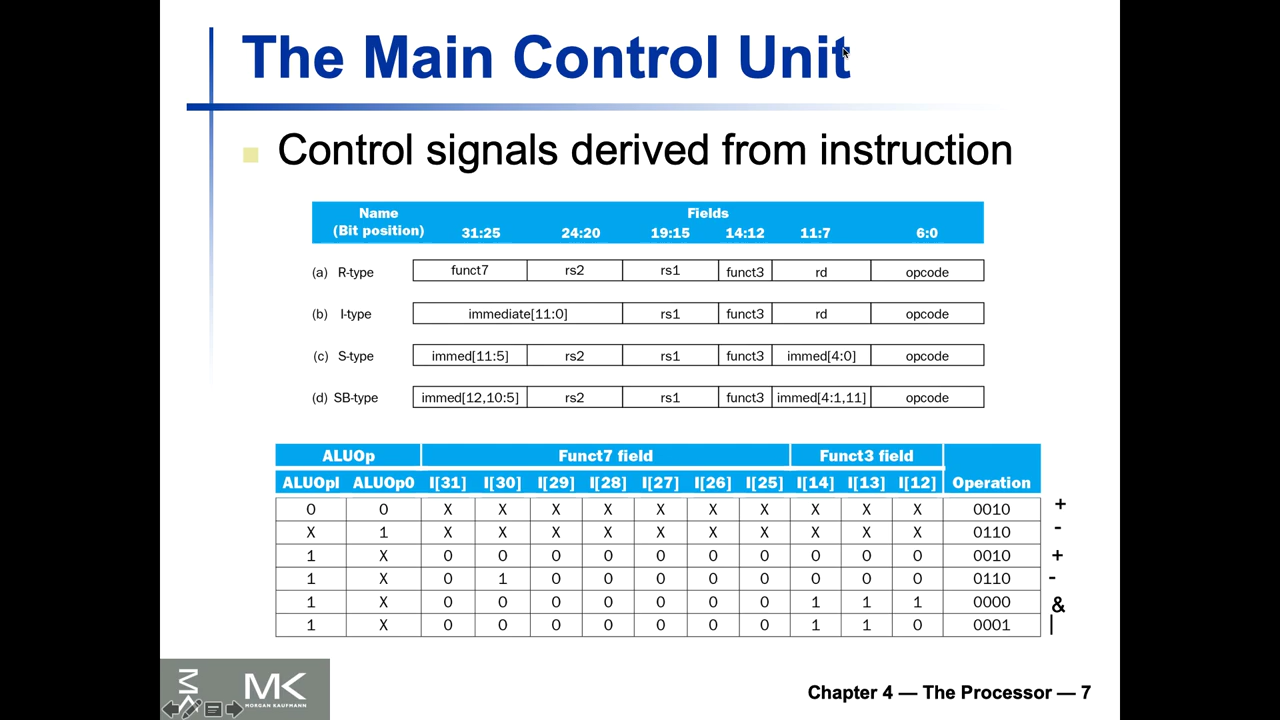 The Main Control Unit
Control signals derived from instruction
Name Fields
(Bit position) 31:25 24:20 19:15 14:12 11:7 6:0
(a) R-type funct7 rs2 rs1 funct3 rd opcode
(b) I-type immediate[11:0] rs1 funct3 rd opcode
(c) S-type immed[11:5] rs2 rs1 funct3 immed[4:0] opcode
(d) SB-type immed[12,10:5] rs2 rs1 funct3 immed[4:1,11] opcode
ALUOp Funct7 field Funct3 field
ALUOpl ALUOp0 I[31] I[30] I[29] I[28] I[27] I[26] I[25] I[14] I[13] I[12] Operation
0 0 X X X X X X X X X X 0010 +
X 1 X X X X X X X X X X 0110 -
1 X 0 0 0 0 0 0 0 0 0 0 0010 +
1 X 0 1 0 0 0 0 0 0 0 0 0110 -
1 X 0 0 0 0 0 0 0 1 1 1 0000 &
1 X 0 0 0 0 0 0 0 1 1 0 0001 |
MK
MORGAN KAUFMANN
Chapter 4 — The Processor — 7